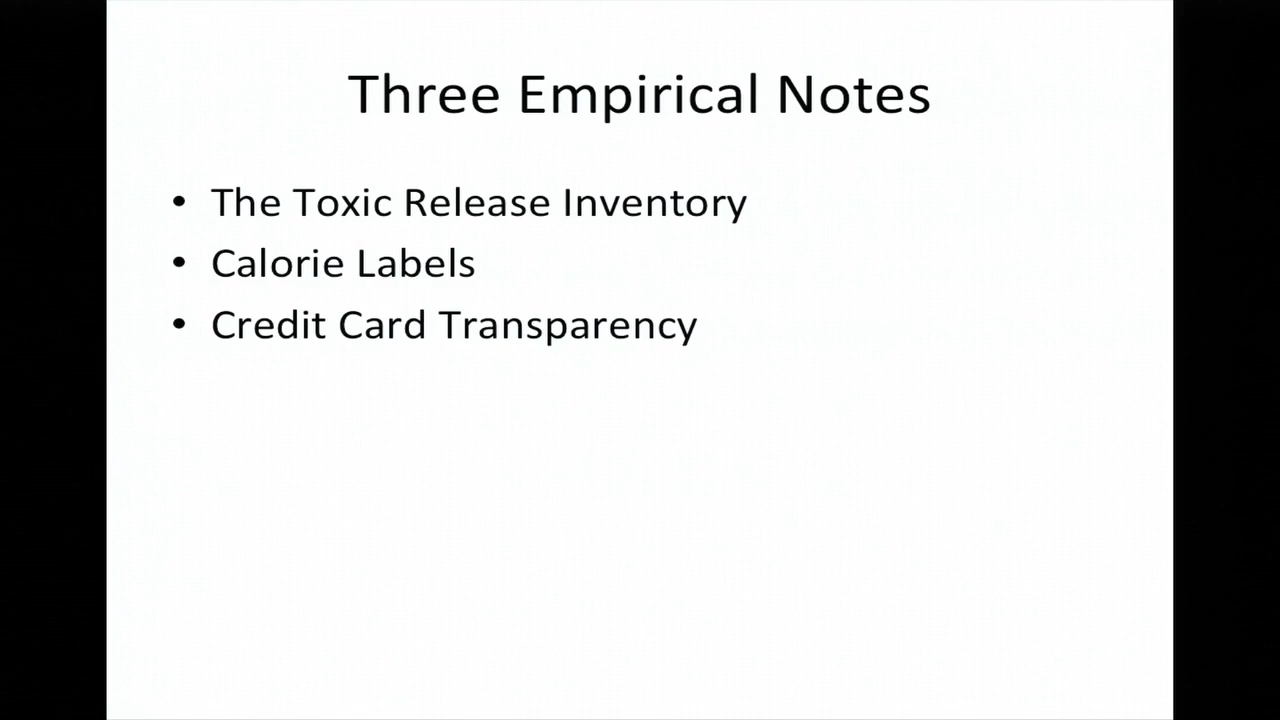 Three Empirical Notes
• The Toxic Release Inventory
• Calorie Labels
• Credit Card Transparency